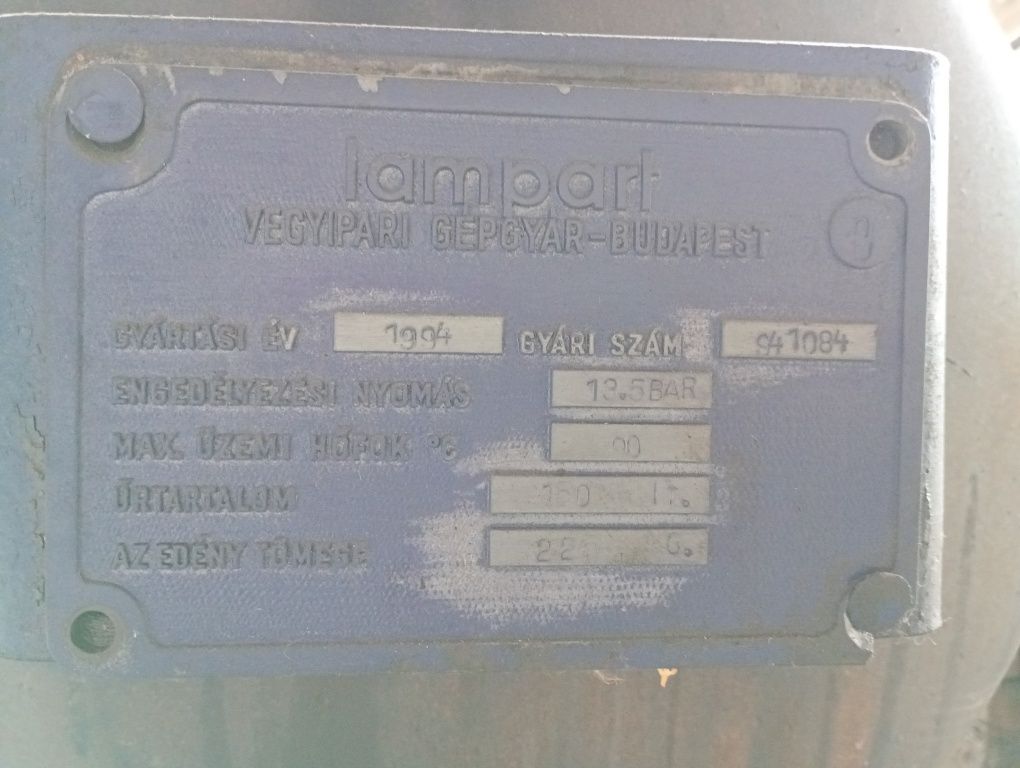 lampart
VEGYIPARI GÉPGYÁR-BUDAPEST
GYÁRTÁSI ÉV 1994 GYÁRI SZÁM 941084
ENGEDÉLYEZÉSI NYOMÁS 13.5BAR
MAX. ÜZEMI HŐFOK °C
ŰRTARTALOM
AZ EDÉNY TÖMEGE